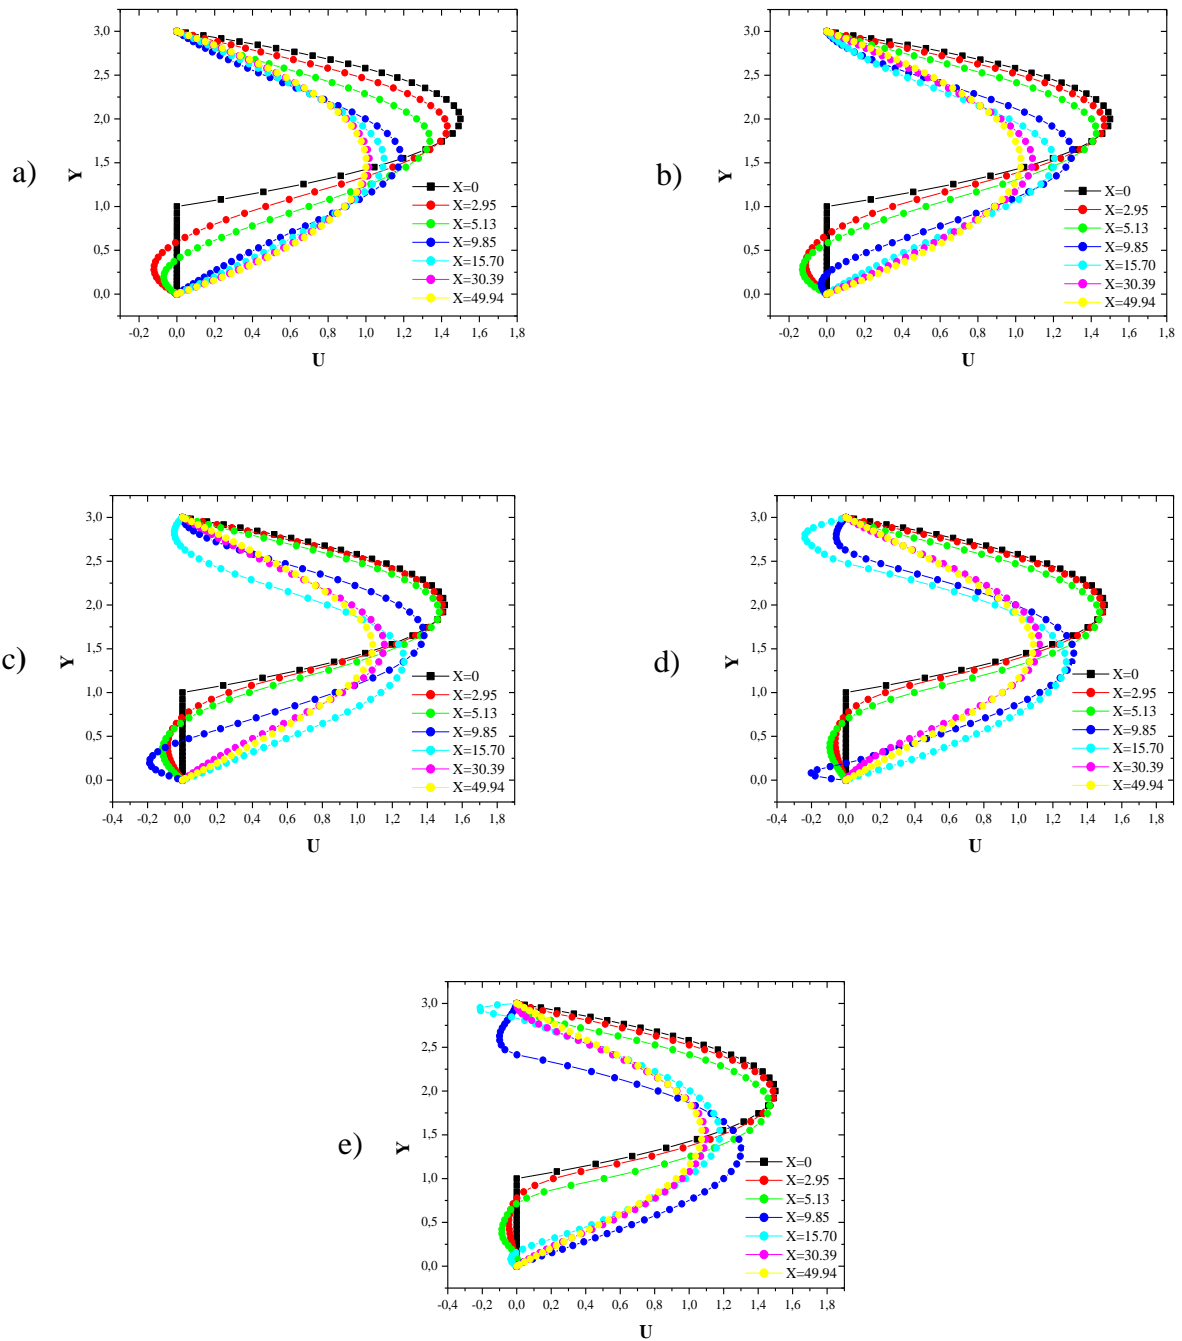 a)
Y
3,0
2,5
2,0
1,5
1,0
0,5
0,0
-0,2 0,0 0,2 0,4 0,6 0,8 1,0 1,2 1,4 1,6 1,8
U
X=0
X=2.95
X=5.13
X=9.85
X=15.70
X=30.39
X=49.94
b)
Y
3,0
2,5
2,0
1,5
1,0
0,5
0,0
-0,2 0,0 0,2 0,4 0,6 0,8 1,0 1,2 1,4 1,6 1,8
U
X=0
X=2.95
X=5.13
X=9.85
X=15.70
X=30.39
X=49.94
c)
Y
3,0
2,5
2,0
1,5
1,0
0,5
0,0
-0,4 -0,2 0,0 0,2 0,4 0,6 0,8 1,0 1,2 1,4 1,6 1,8
U
X=0
X=2.95
X=5.13
X=9.85
X=15.70
X=30.39
X=49.94
d)
Y
3,0
2,5
2,0
1,5
1,0
0,5
0,0
-0,4 -0,2 0,0 0,2 0,4 0,6 0,8 1,0 1,2 1,4 1,6 1,8
U
X=0
X=2.95
X=5.13
X=9.85
X=15.70
X=30.39
X=49.94
e)
Y
3,0
2,5
2,0
1,5
1,0
0,5
0,0
-0,4 -0,2 0,0 0,2 0,4 0,6 0,8 1,0 1,2 1,4 1,6 1,8
U
X=0
X=2.95
X=5.13
X=9.85
X=15.70
X=30.39
X=49.94